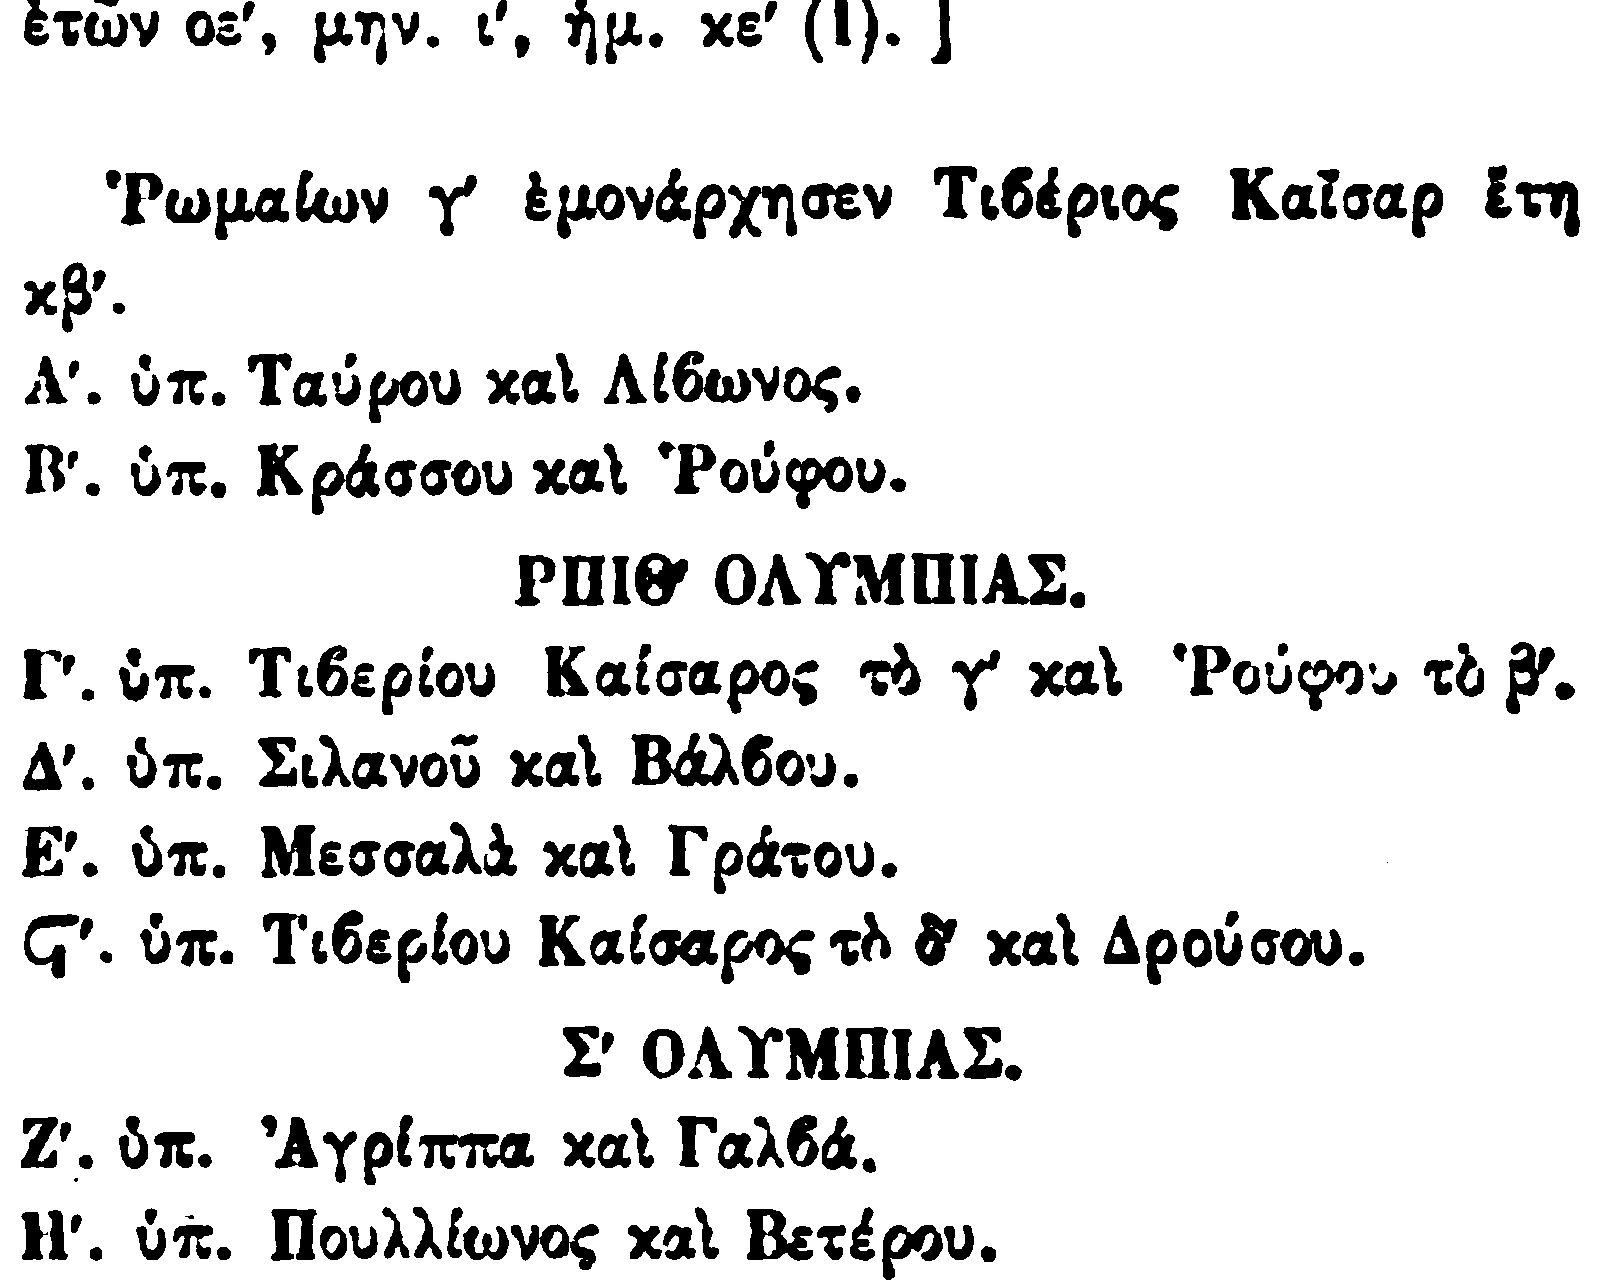 ἐτῶν οε′, μην. ι′, ἡμ. κε′ (1). ]
Ῥωμαίων γ′ ἐμονάρχησεν Τιϐέριος Καῖσαρ ἔτη
κβ′.
Α′. ὑπ. Ταύρου καὶ Λίϐωνος.
Β′. ὑπ. Κράσσου καὶ Ῥούφου.
ΡΠΙΘ′ ΟΛΥΜΠΙΑΣ.
Γ′. ὑπ. Τιϐερίου Καίσαρος τὸ γ′ καὶ Ῥούφου τὸ β′.
Δ′. ὑπ. Σιλανοῦ καὶ Βάλϐου.
Ε′. ὑπ. Μεσσαλὰ καὶ Γράτου.
Ϛ′. ὑπ. Τιϐερίου Καίσαρος τὸ δ′ καὶ Δρούσου.
Σ′ ΟΛΥΜΠΙΑΣ.
Ζ′. ὑπ. Ἀγρίππα καὶ Γαλϐά.
Η′. ὑπ. Πουλλίωνος καὶ Βετέρου.